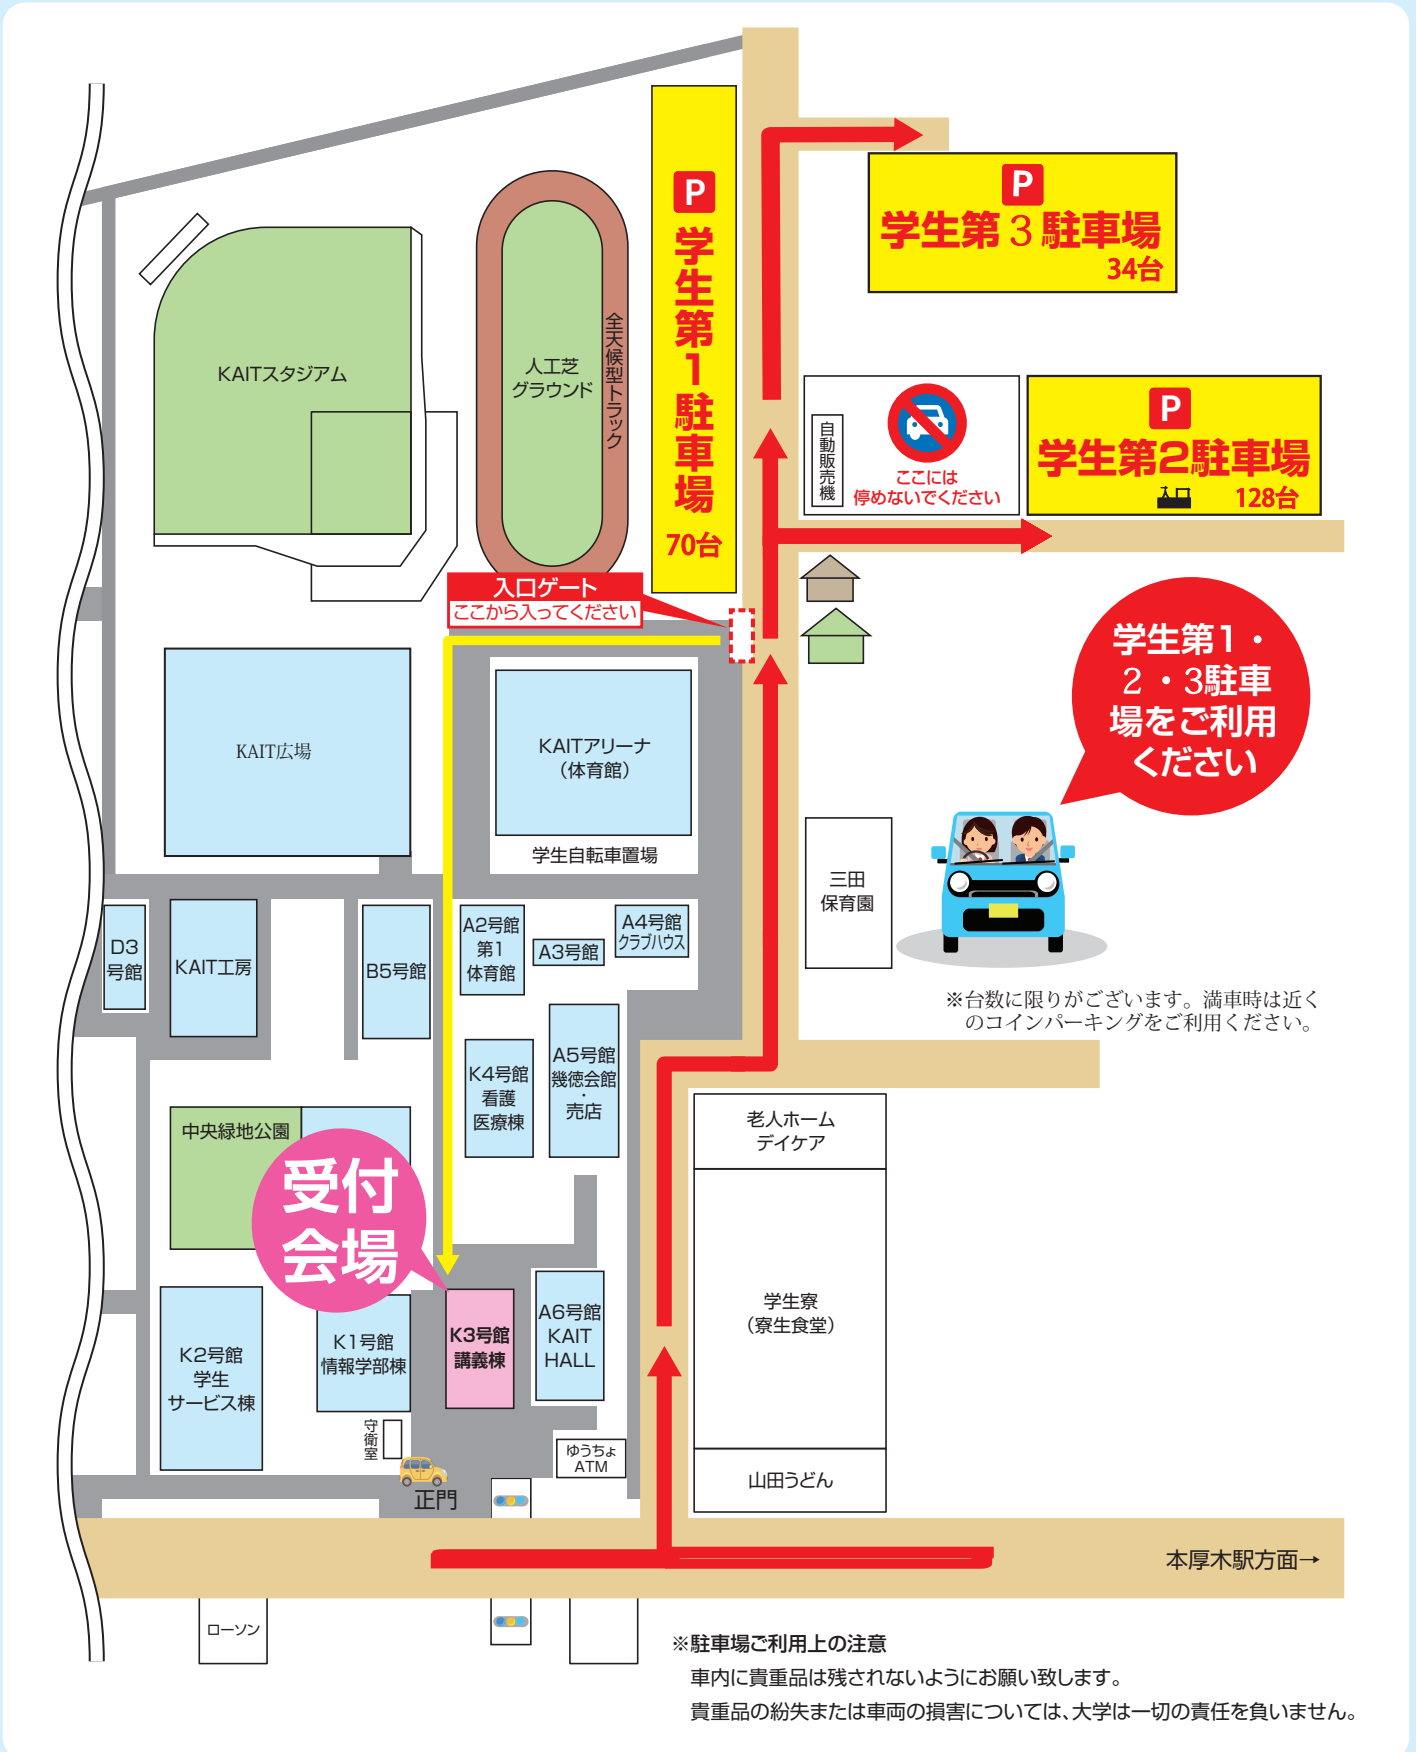 P
学生第3駐車場
34台
P
学生第1駐車場
70台
KAITスタジアム
人工芝
グラウンド
全天候型トラック
自動販売機
ここには
停めないでください
P
学生第2駐車場
入口
128台
入口ゲート
ここから入ってください
学生第1・
2・3駐車
場をご利用
ください
KAIT広場
KAITアリーナ
(体育館)
学生自転車置場
三田
保育園
※台数に限りがございます。満車時は近く
のコインパーキングをご利用ください。
D3
号館
KAIT工房
B5号館
A2号館
第1
体育館
A3号館
A4号館
クラブハウス
K4号館
看護
医療棟
A5号館
幾徳会館
・
売店
中央緑地公園
受付
会場
老人ホーム
デイケア
学生寮
(寮生食堂)
山田うどん
K2号館
学生
サービス棟
K1号館
情報学部棟
K3号館
講義棟
A6号館
KAIT
HALL
守衛室
正門
ゆうちょ
ATM
本厚木駅方面→
ローソン
※駐車場ご利用上の注意
車内に貴重品は残されないようにお願い致します。
貴重品の紛失または車両の損害については、大学は一切の責任を負いません。